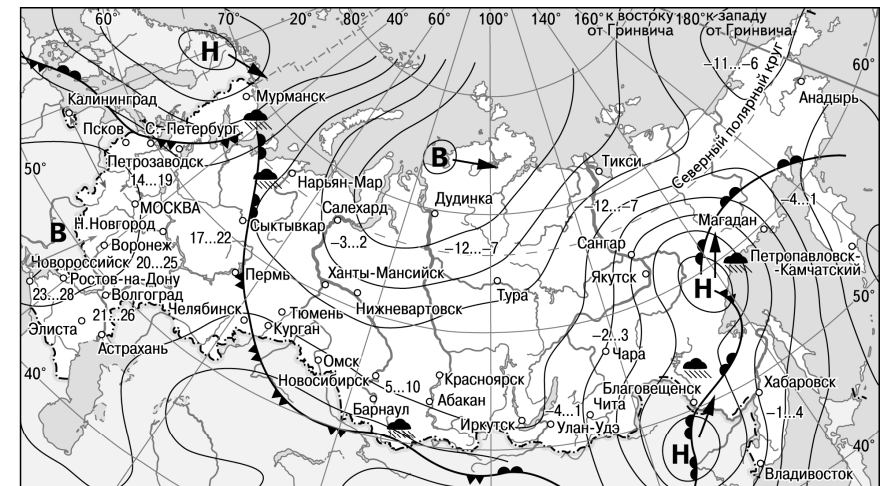 60° 70° 20° 80° 40° 60° 100° 140° 160° к востоку от Гринвича 180° к западу от Гринвича
Н
–11...–6
60°
Северный полярный круг
Анадырь
Мурманск
Калининград
Псков С.-Петербург
Петрозаводск
14...19
50°
Нарьян-Мар
В
Тикси
Дудинка
Салехард
–12...–7
–4...1
МОСКВА
Н.Новгород
В
17...22
Сыктывкар
–3...2
–12...–7
Магадан
Сангар
Воронеж
Новороссийск 20...25
Ростов-на-Дону
Петропавловск-
-Камчатский
Якутск
Н
Пермь
Ханты-Мансийск
Тура
23...28
Волгоград
Нижневартовск
50°
21...26
Челябинск
Тюмень
Курган
Элиста
Астрахань
–2...3
Чара
40°
Омск
Новосибирск
5...10
Красноярск
Абакан
Благовещенск
Хабаровск
Барнаул
–4...1
Чита
–1...4
Иркутск
Улан-Удэ
Н
40°
Владивосток